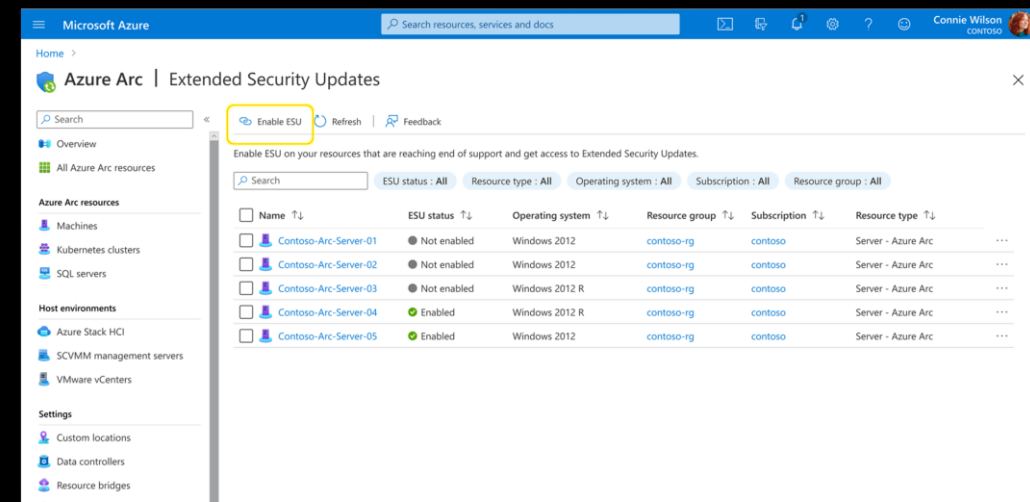 Microsoft Azure
Search resources, services and docs
1
Connie Wilson
CONTOSO
Home >
Azure Arc | Extended Security Updates
Search
«
Enable ESU
Refresh
Feedback
Overview
All Azure Arc resources
Azure Arc resources
Machines
Kubernetes clusters
SQL servers
Host environments
Azure Stack HCI
SCVMM management servers
VMware vCenters
Settings
Custom locations
Data controllers
Resource bridges
Enable ESU on your resources that are reaching end of support and get access to Extended Security Updates.
Search
ESU status : All
Resource type : All
Operating system : All
Subscription : All
Resource group : All
Name ↑↓ ESU status ↑↓ Operating system ↑↓ Resource group ↑↓ Subscription ↑↓ Resource type ↑↓
Contoso-Arc-Server-01 Not enabled Windows 2012 contoso-rg contoso Server - Azure Arc ...
Contoso-Arc-Server-02 Not enabled Windows 2012 contoso-rg contoso Server - Azure Arc ...
Contoso-Arc-Server-03 Not enabled Windows 2012 R contoso-rg contoso Server - Azure Arc ...
Contoso-Arc-Server-04 Enabled Windows 2012 R contoso-rg contoso Server - Azure Arc ...
Contoso-Arc-Server-05 Enabled Windows 2012 contoso-rg contoso Server - Azure Arc ...